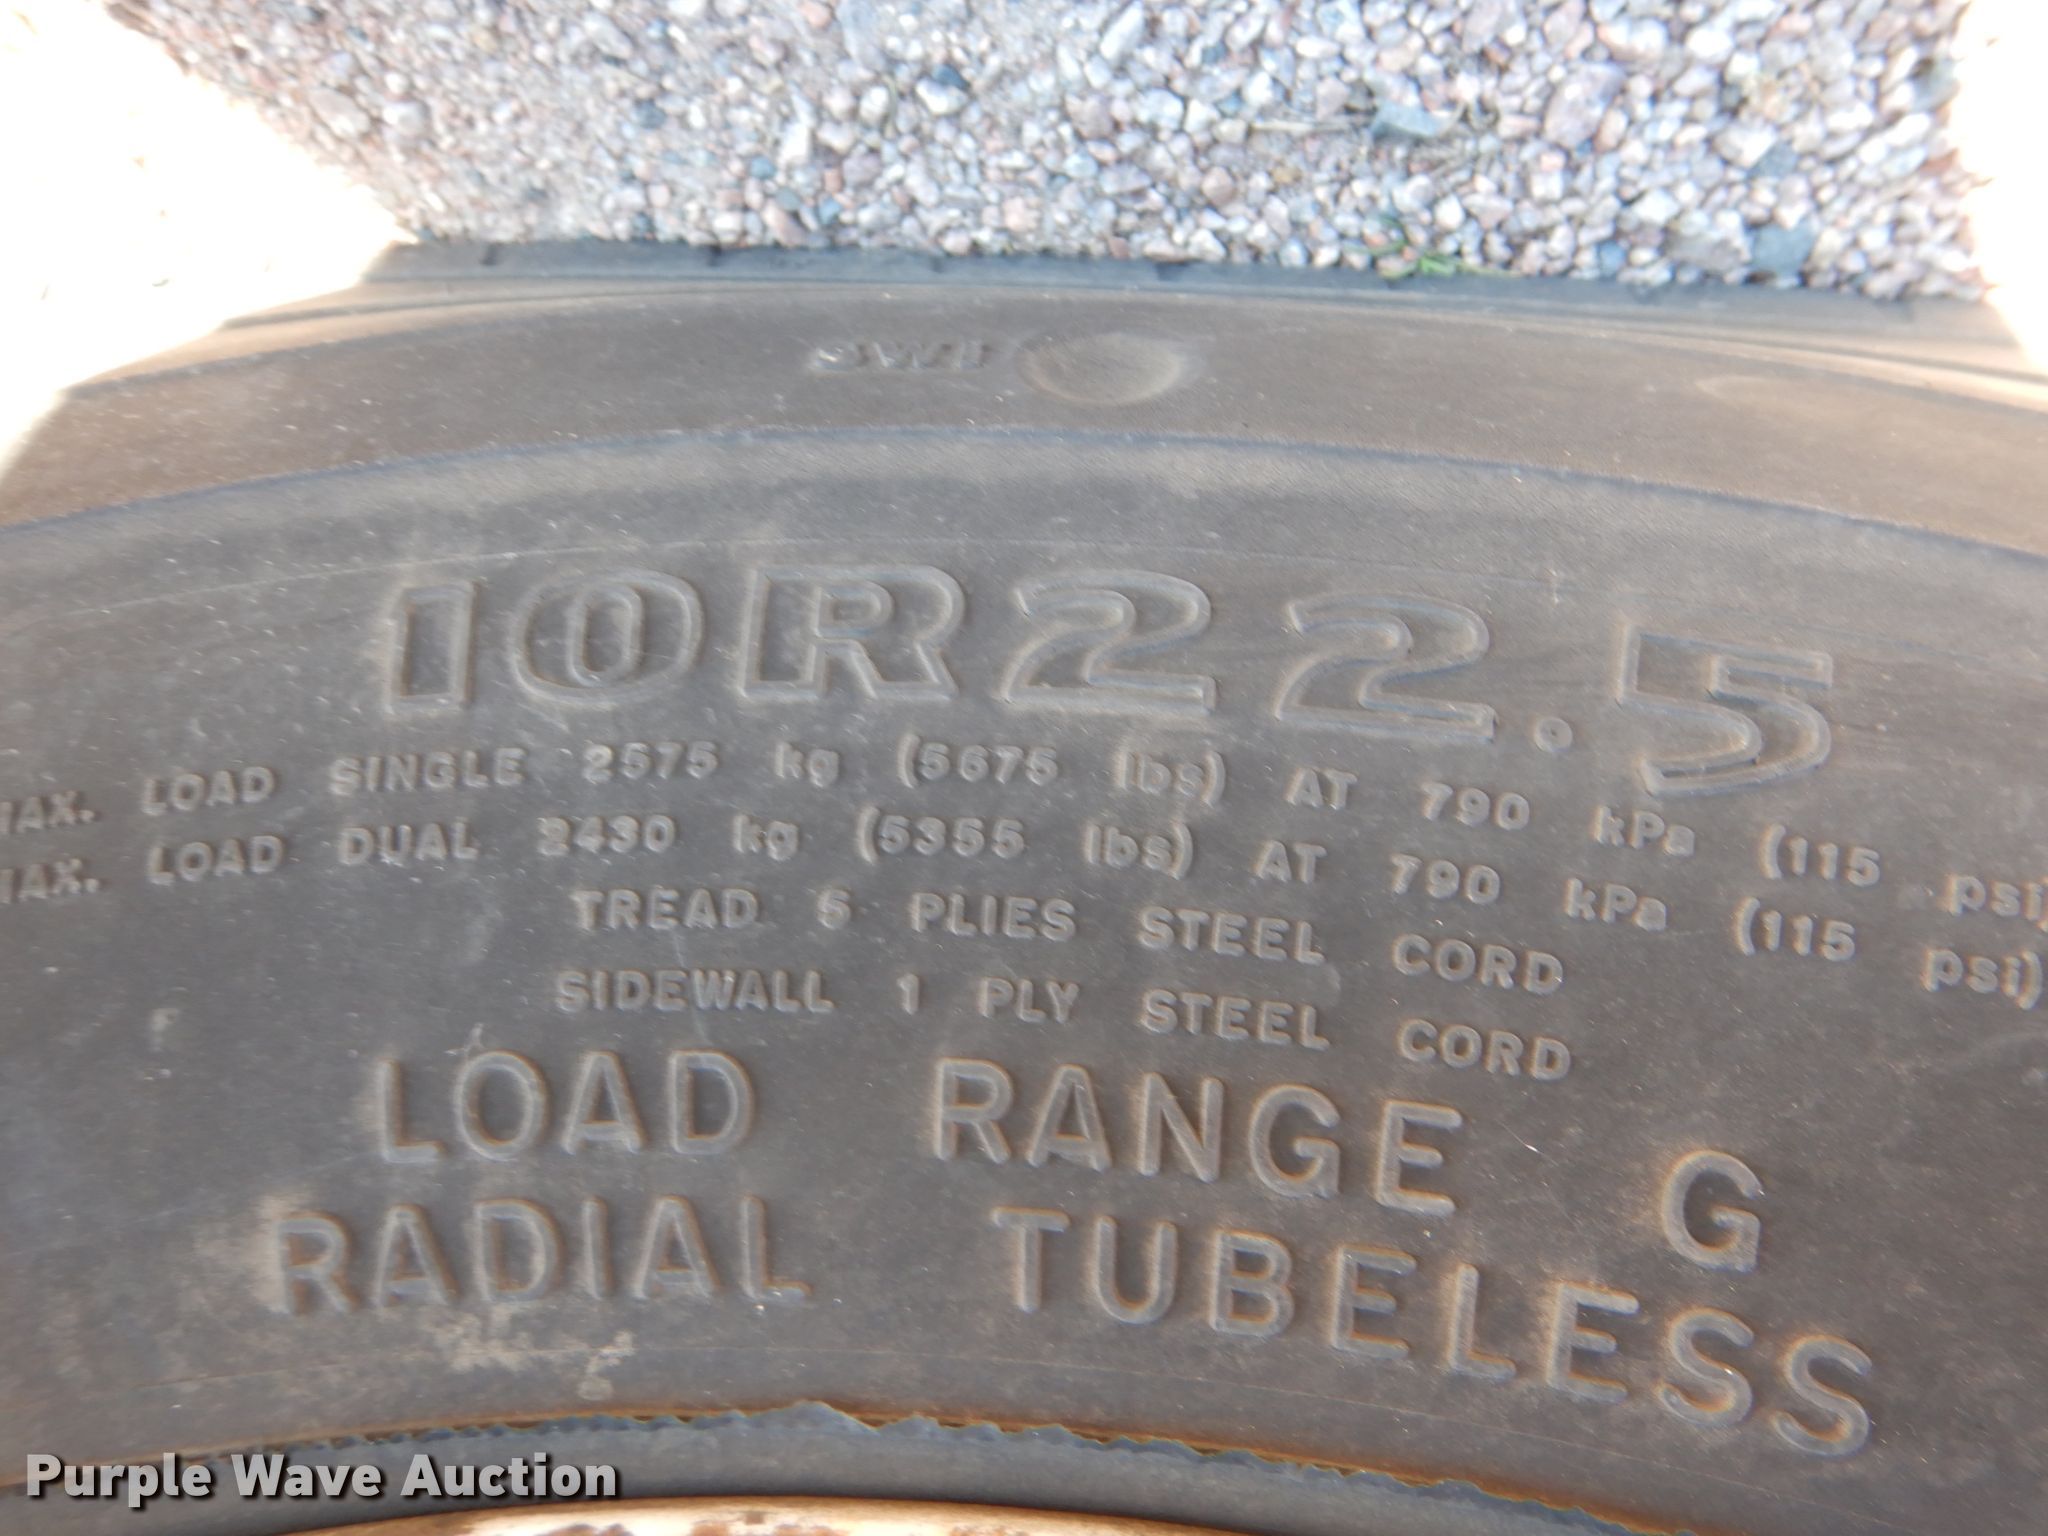 SWI
10R22.5
MAX. LOAD SINGLE 2575 kg (5675 lbs) AT 790 kPa (115 psi)
MAX. LOAD DUAL 2430 kg (5355 lbs) AT 790 kPa (115 psi)
TREAD 5 PLIES STEEL CORD
SIDEWALL 1 PLY STEEL CORD
LOAD RANGE G
RADIAL TUBELESS
Purple Wave Auction